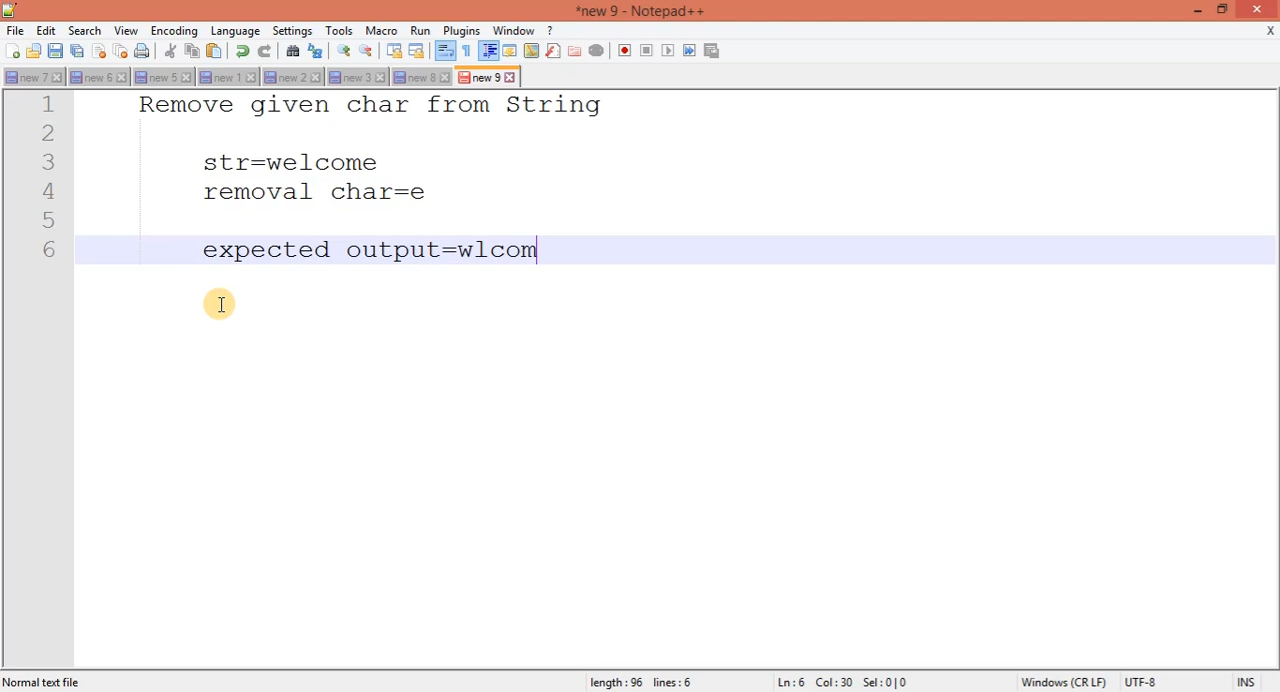 *new 9 - Notepad++
File Edit Search View Encoding Language Settings Tools Macro Run Plugins Window ? X
new 7 new 6 new 5 new 1 new 2 new 3 new 8 new 9
1 Remove given char from String
2
3 str=welcome
4 removal char=e
5
6 expected output=wlcom
Normal text file length : 96 lines : 6 Ln : 6 Col : 30 Sel : 0 | 0 Windows (CR LF) UTF-8 INS